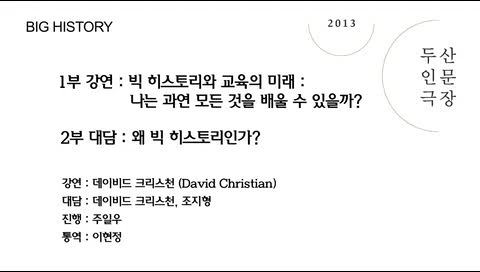 BIG HISTORY
2013
두산
인문
극장
1부 강연 : 빅 히스토리와 교육의 미래 :
나는 과연 모든 것을 배울 수 있을까?
2부 대담 : 왜 빅 히스토리인가?
강연 : 데이비드 크리스천 (David Christian)
대담 : 데이비드 크리스천, 조지형
진행 : 주일우
통역 : 이현정